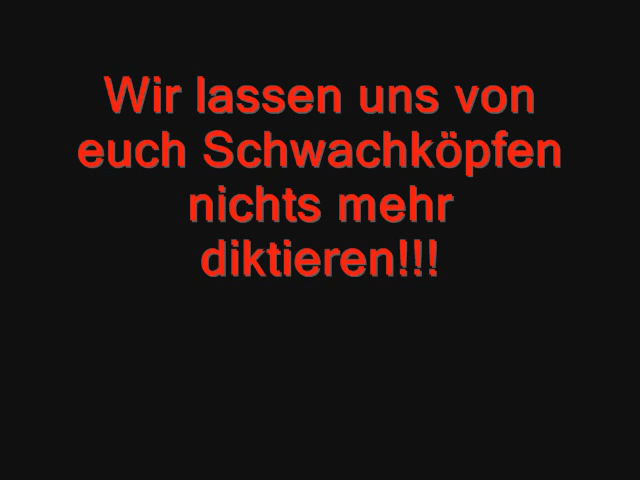 Wir lassen uns von
euch Schwachköpfen
nichts mehr
diktieren!!!